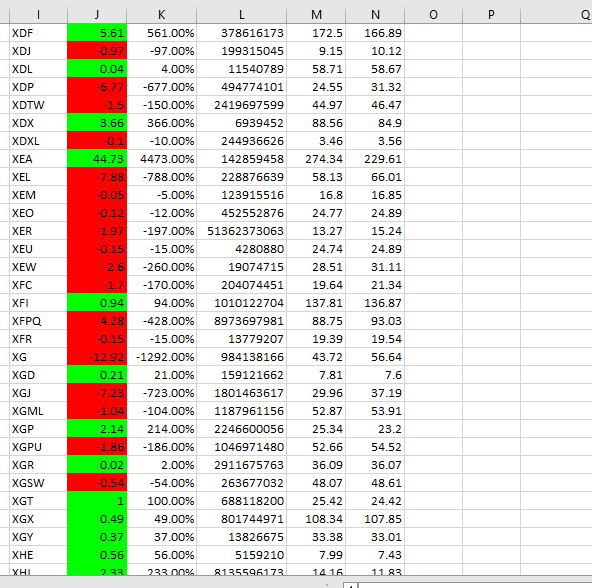 I J K L M N O P Q
XDF 5.61 561.00% 378616173 172.5 166.89
XDJ -0.97 -97.00% 199315045 9.15 10.12
XDL 0.04 4.00% 11540789 58.71 58.67
XDP -6.77 -677.00% 494774101 24.55 31.32
XDTW -1.5 -150.00% 2419697599 44.97 46.47
XDX 3.66 366.00% 6939452 88.56 84.9
XDXL -0.1 -10.00% 244936626 3.46 3.56
XEA 44.73 4473.00% 142859458 274.34 229.61
XEL -7.88 -788.00% 228876639 58.13 66.01
XEM -0.05 -5.00% 123915516 16.8 16.85
XEO -0.12 -12.00% 452552876 24.77 24.89
XER -1.97 -197.00% 51362373063 13.27 15.24
XEU -0.15 -15.00% 4280880 24.74 24.89
XEW -2.6 -260.00% 19074715 28.51 31.11
XFC -1.7 -170.00% 204074451 19.64 21.34
XFI 0.94 94.00% 1010122704 137.81 136.87
XFPQ -4.28 -428.00% 8973697981 88.75 93.03
XFR -0.15 -15.00% 13779207 19.39 19.54
XG -12.92 -1292.00% 984138166 43.72 56.64
XGD 0.21 21.00% 159121662 7.81 7.6
XGJ -7.23 -723.00% 1801463617 29.96 37.19
XGML -1.04 -104.00% 1187961156 52.87 53.91
XGP 2.14 214.00% 2246600056 25.34 23.2
XGPU -1.86 -186.00% 1046971480 52.66 54.52
XGR 0.02 2.00% 2911675763 36.09 36.07
XGSW -0.54 -54.00% 263677032 48.07 48.61
XGT 1 100.00% 688118200 25.42 24.42
XGX 0.49 49.00% 801744971 108.34 107.85
XGY 0.37 37.00% 13826675 33.38 33.01
XHE 0.56 56.00% 5159210 7.99 7.43
2.33 233.00% 8135596173 14.16 11.83